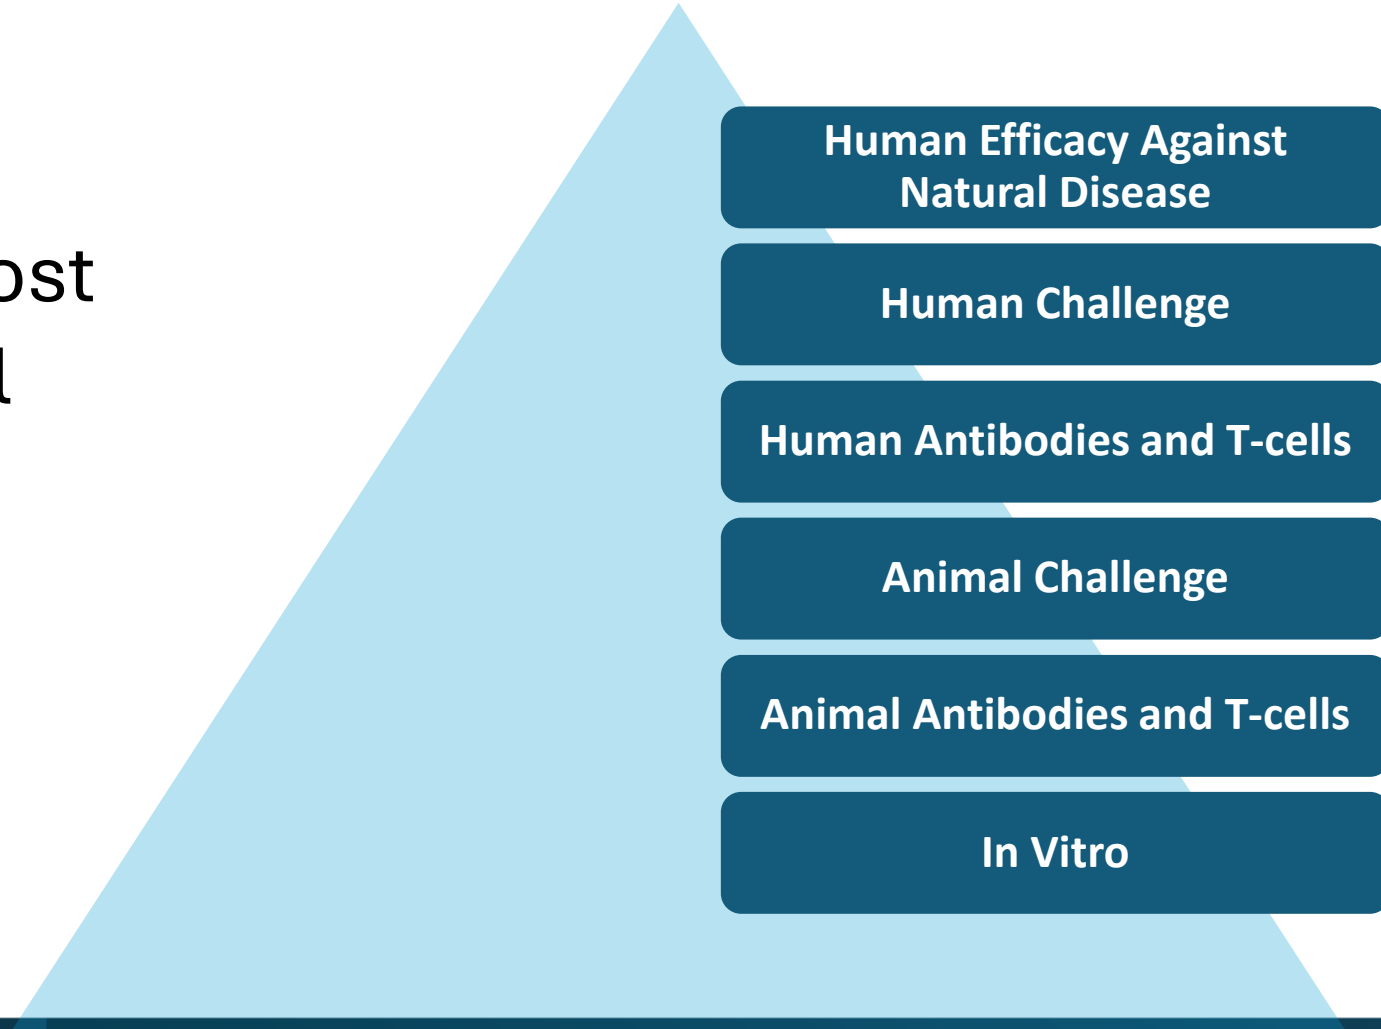 ost
l
Human Efficacy Against
Natural Disease
Human Challenge
Human Antibodies and T-cells
Animal Challenge
Animal Antibodies and T-cells
In Vitro